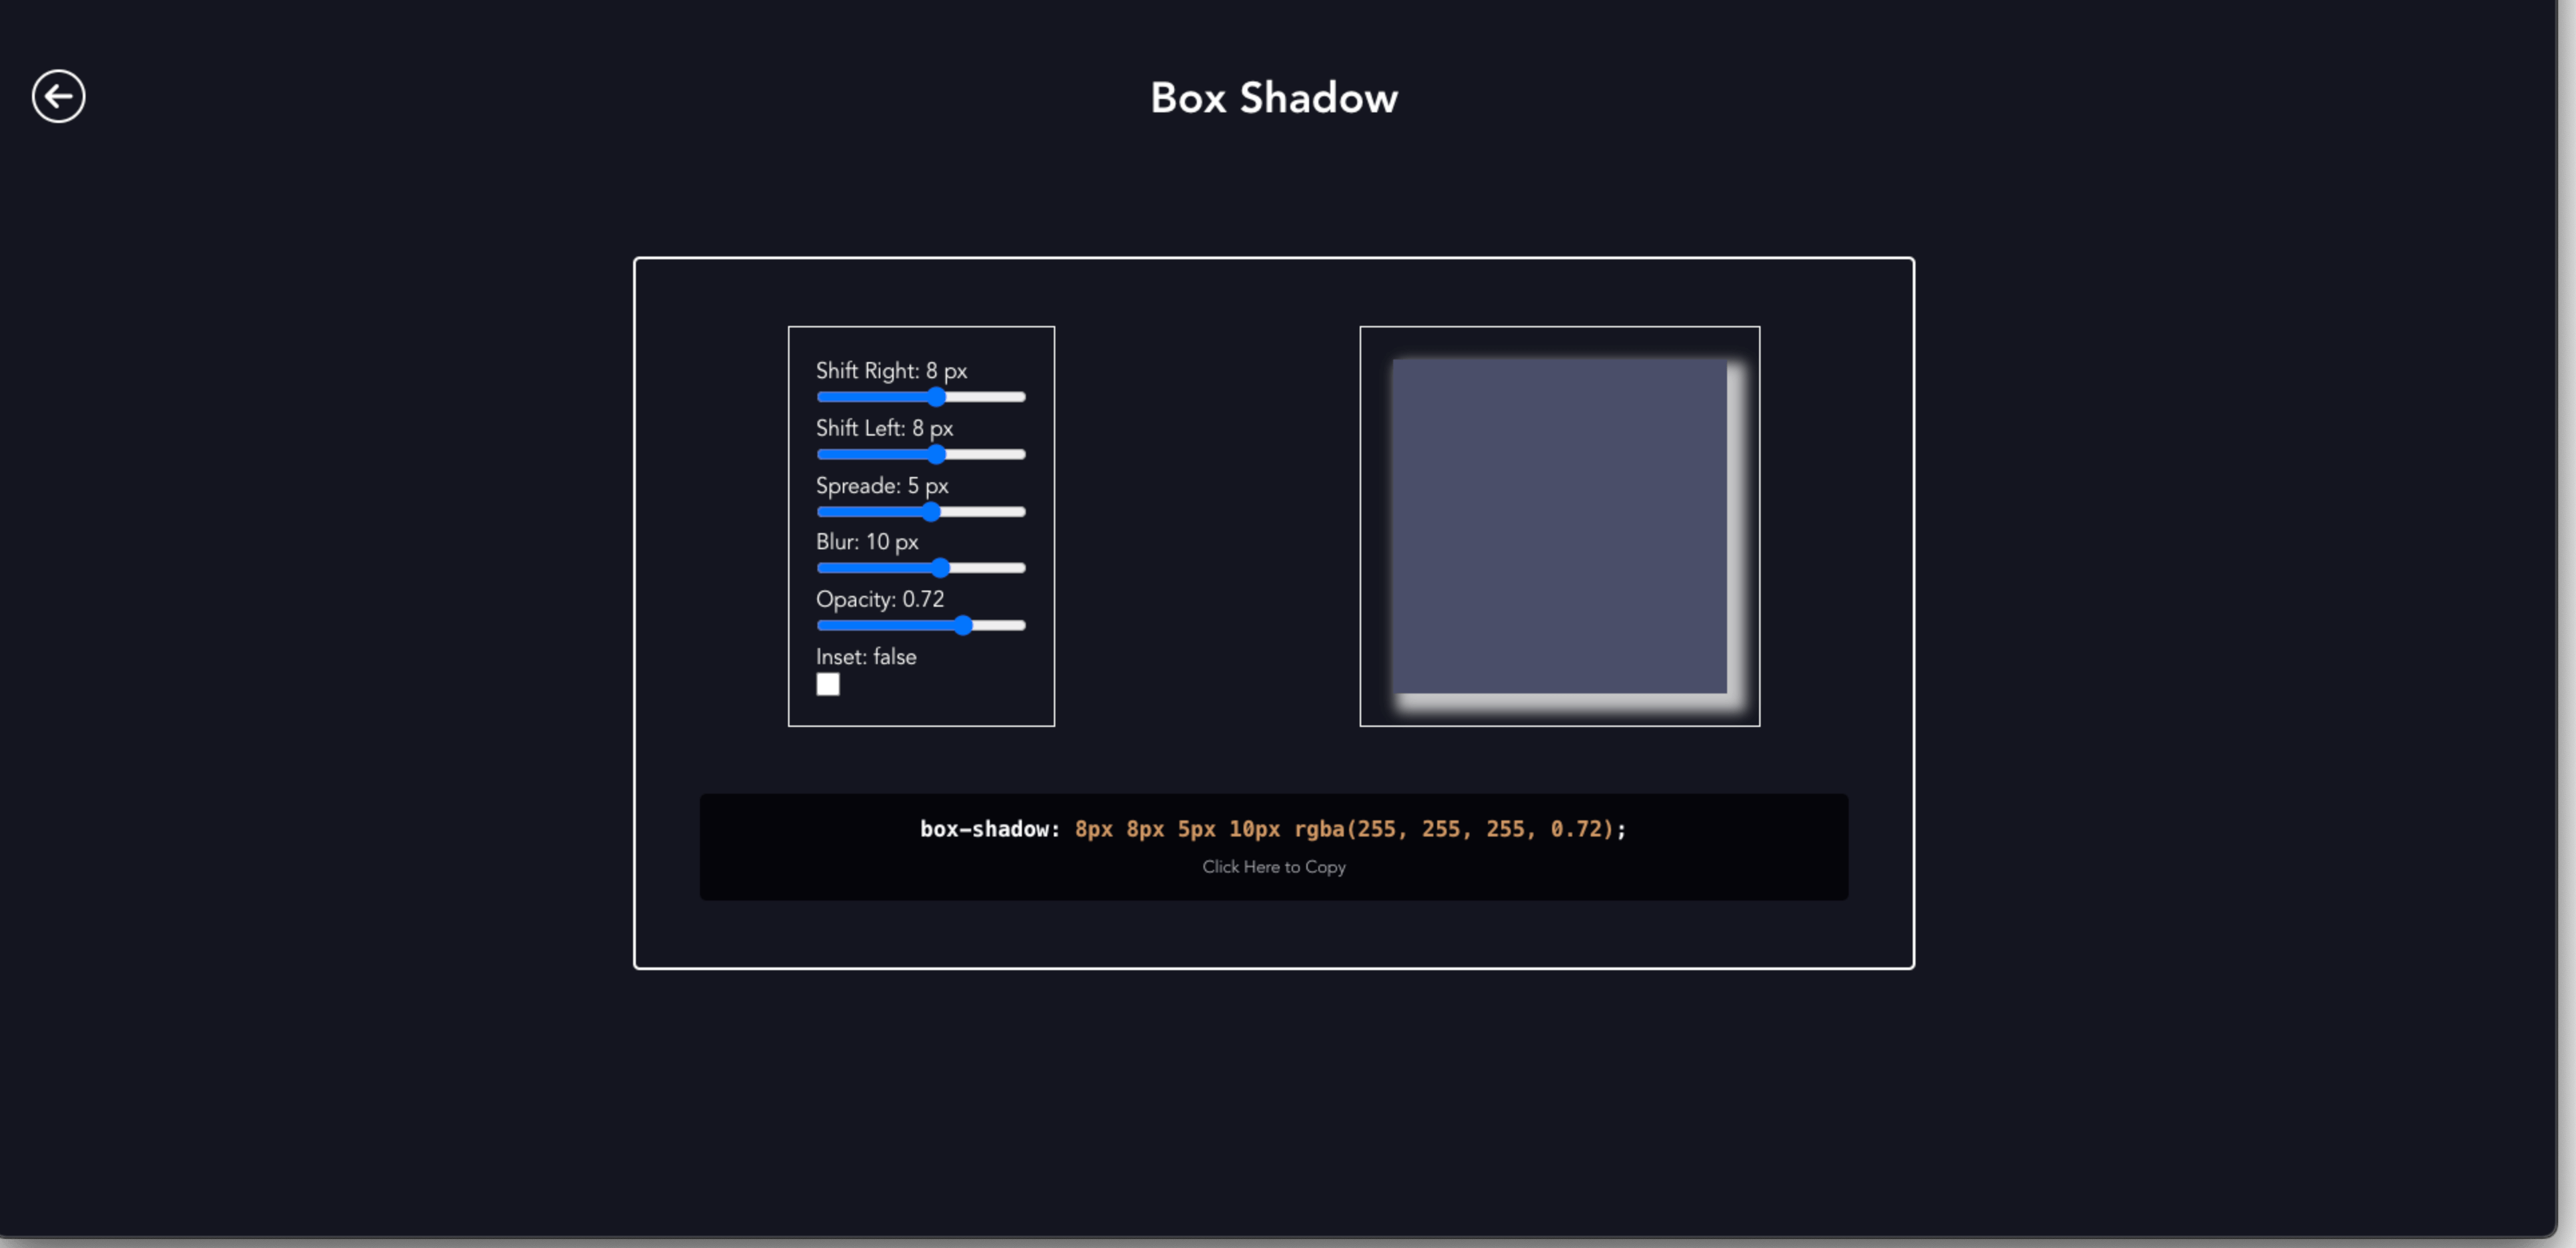 Box Shadow
Shift Right: 8 px
Shift Left: 8 px
Spreade: 5 px
Blur: 10 px
Opacity: 0.72
Inset: false
box-shadow: 8px 8px 5px 10px rgba(255, 255, 255, 0.72);
Click Here to Copy